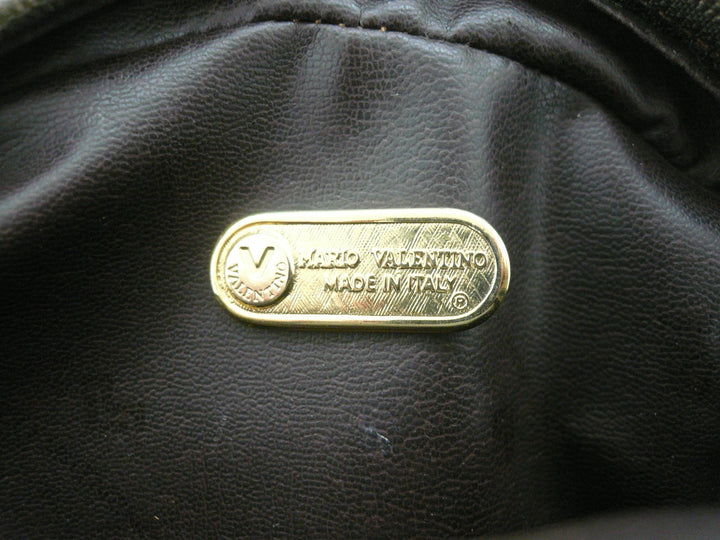 V
VALENTINO
MARIO VALENTINO
MADE IN ITALY
®